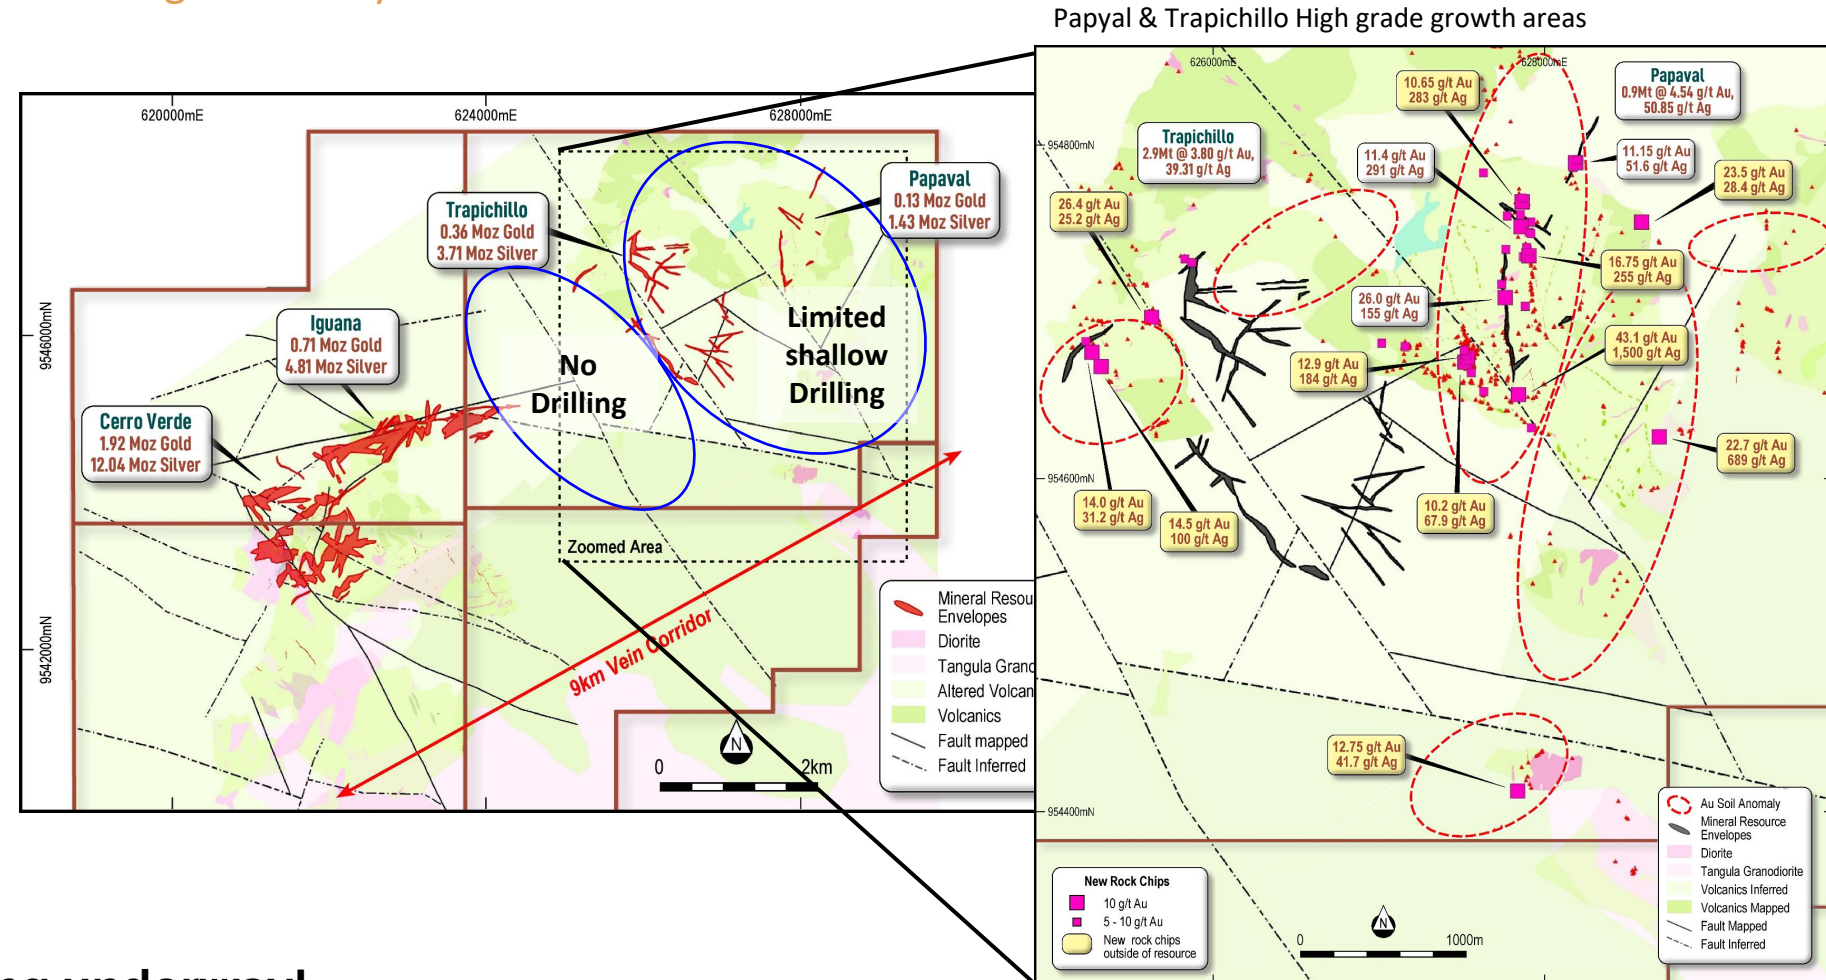 Papyal & Trapichillo High grade growth areas
620000mE
624000mE
628000mE
9546000mN
9542000mN
Trapichillo
0.36 Moz Gold
3.71 Moz Silver
Papaval
0.13 Moz Gold
1.43 Moz Silver
Iguana
0.71 Moz Gold
4.81 Moz Silver
Cerro Verde
1.92 Moz Gold
12.04 Moz Silver
No
Drilling
Limited
shallow
Drilling
Zoomed Area
9km Vein Corridor
N
0 2km
Mineral Resou
Envelopes
Diorite
Tangula Grano
Altered Volcan
Volcanics
Fault mapped
Fault Inferred
626000mE
628000mE
954800mN
954600mN
954400mN
10.65 g/t Au
283 g/t Ag
Papaval
0.9Mt @ 4.54 g/t Au,
50.85 g/t Ag
Trapichillo
2.9Mt @ 3.80 g/t Au,
39.31 g/t Ag
11.4 g/t Au
291 g/t Ag
11.15 g/t Au
51.6 g/t Ag
23.5 g/t Au
28.4 g/t Ag
26.4 g/t Au
25.2 g/t Ag
16.75 g/t Au
255 g/t Ag
26.0 g/t Au
155 g/t Ag
43.1 g/t Au
1,500 g/t Ag
12.9 g/t Au
184 g/t Ag
22.7 g/t Au
689 g/t Ag
14.0 g/t Au
31.2 g/t Ag
14.5 g/t Au
100 g/t Ag
10.2 g/t Au
67.9 g/t Ag
12.75 g/t Au
41.7 g/t Ag
New Rock Chips
10 g/t Au
5 - 10 g/t Au
New rock chips
outside of resource
N
0 1000m
Au Soil Anomaly
Mineral Resource
Envelopes
Diorite
Tangula Granodiorite
Volcanics Inferred
Volcanics Mapped
Fault Mapped
Fault Inferred